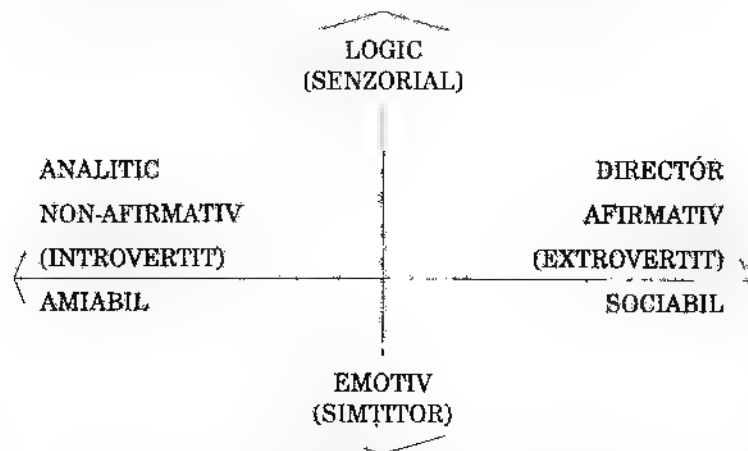 LOGIC
(SENZORIAL)
ANALITIC
DIRECTÓR
NON-AFIRMATIV
AFIRMATIV
(INTROVERTIT)
(EXTROVERTIT)
AMIABIL
SOCIABIL
EMOTIV
(SIMȚITOR)